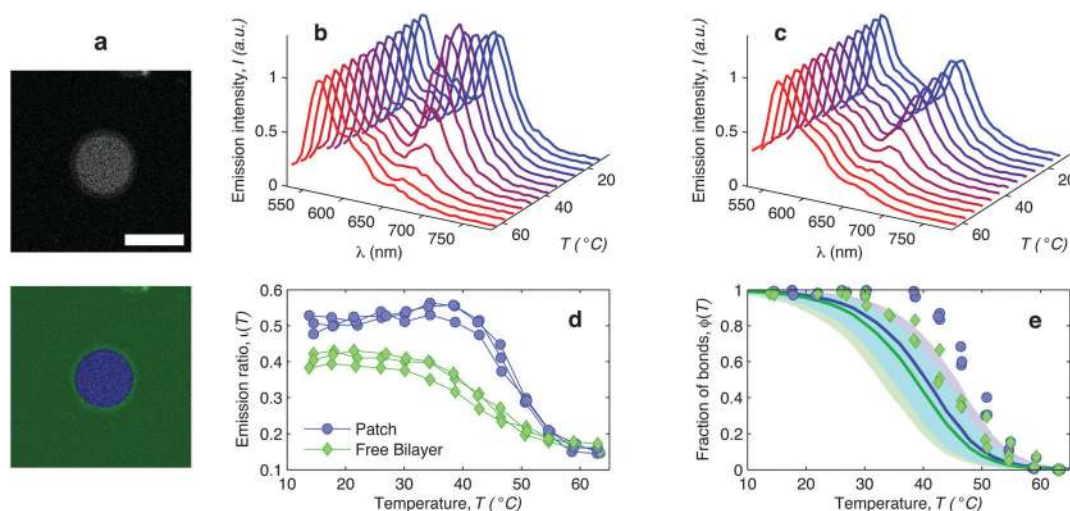 a
b
Emission intensity, I (a.u.)
1
0.5
0
550
600
650
700
750
λ (nm)
20
40
60
T (°C)
c
Emission intensity, I (a.u.)
1
0.5
0
550
600
650
700
750
λ (nm)
20
40
60
T (°C)
d
Emission ratio, ι(T)
0.6
0.5
0.4
0.3
0.2
0.1
Patch
Free Bilayer
10 20 30 40 50 60
Temperature, T (°C)
e
Fraction of bonds, ϕ(T)
1
0.8
0.6
0.4
0.2
0
10 20 30 40 50 60
Temperature, T (°C)